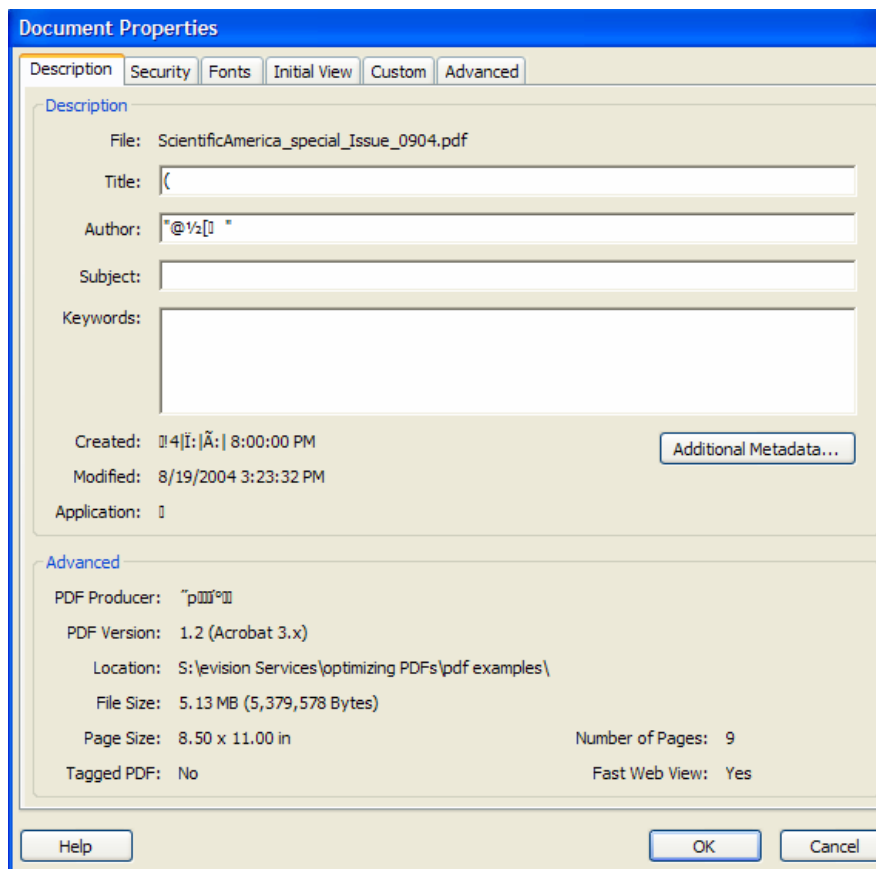 Document Properties
Description Security Fonts Initial View Custom Advanced
Description
File: ScientificAmerica_special_Issue_0904.pdf
Title: (
Author: "@½[ "
Subject:
Keywords:
Created: !4|Ï:|Ã:| 8:00:00 PM
Additional Metadata...
Modified: 8/19/2004 3:23:32 PM
Application:
Advanced
PDF Producer:
PDF Version: 1.2 (Acrobat 3.x)
Location: S:\evision Services\optimizing PDFs\pdf examples\
File Size: 5.13 MB (5,379,578 Bytes)
Page Size: 8.50 x 11.00 in Number of Pages: 9
Tagged PDF: No Fast Web View: Yes
Help OK Cancel